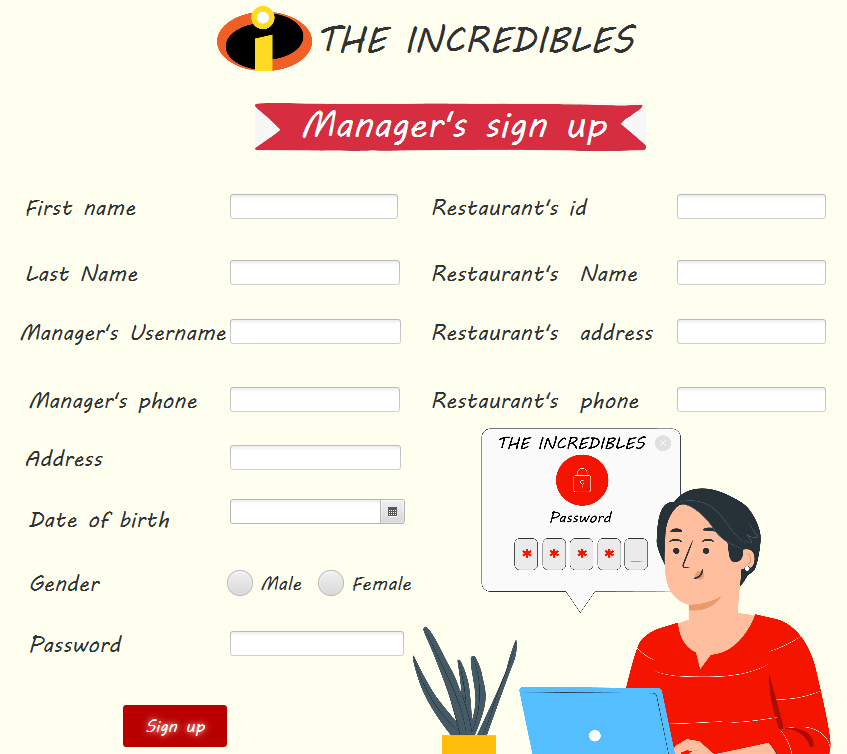 THE INCREDIBLES
Manager's sign up
First name
Restaurant's id
Last Name
Restaurant's Name
Manager's Username
Restaurant's address
Manager's phone
Restaurant's phone
Address
Date of birth
Gender
Male
Female
Password
Sign up
THE INCREDIBLES
Password
* * * * _